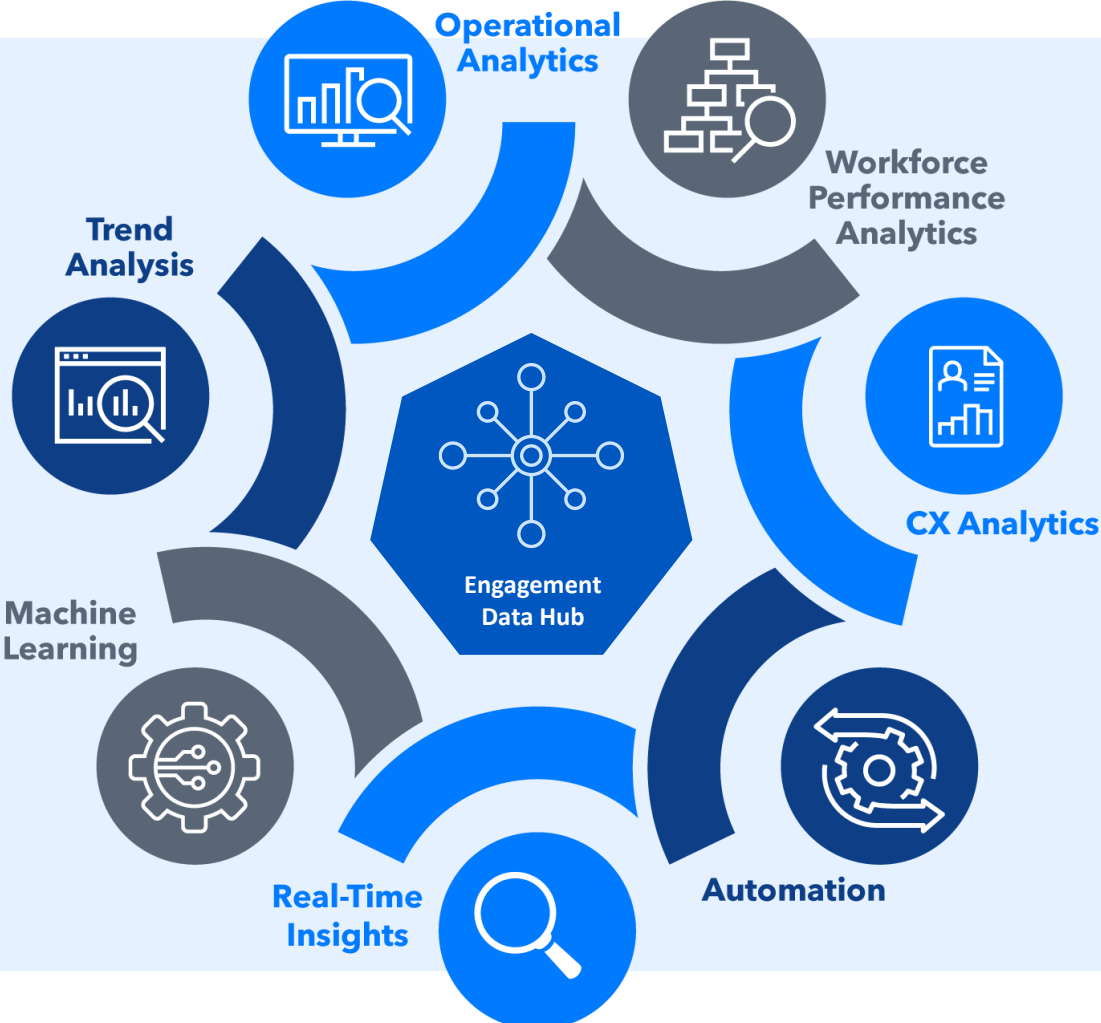 Operational
Analytics
Workforce
Performance
Analytics
Trend
Analysis
CX Analytics
Engagement
Data Hub
Machine
Learning
Automation
Real-Time
Insights